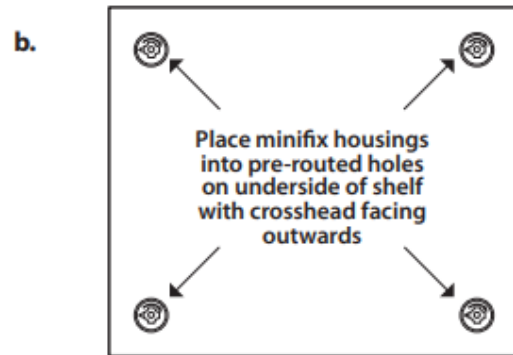 b.
Place minifix housings
into pre-routed holes
on underside of shelf
with crosshead facing
outwards